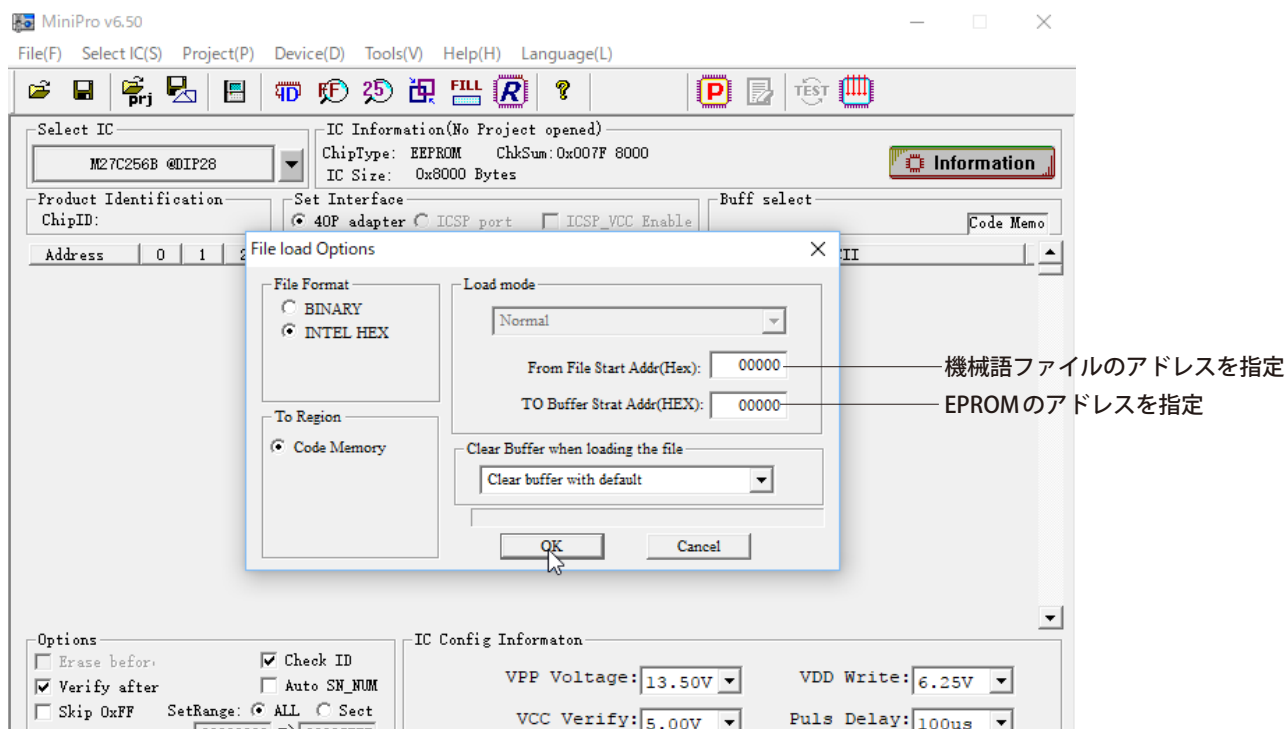 MiniPro v6.50
File(F) Select IC(S) Project(P) Device(D) Tools(V) Help(H) Language(L)
prj FF 25 FILL R ? P TEST
Select IC
M27C256B @DIP28
IC Information(No Project opened)
ChipType: EEPROM ChkSum:0x007F 8000
IC Size: 0x8000 Bytes
Information
Product Identification
ChipID:
Set Interface
40P adapter ICSP port ICSP_VCC Enable
Buff select
Code Memo
Address 0 1 2
File load Options
File Format
BINARY
INTEL HEX
To Region
Code Memory
Load mode
Normal
From File Start Addr(Hex): 00000
機械語ファイルのアドレスを指定
TO Buffer Strat Addr(HEX): 00000
EPROMのアドレスを指定
Clear Buffer when loading the file
Clear buffer with default
OK Cancel
Options
Erase befor
Check ID
Verify after
Auto SN_NUM
Skip 0xFF SetRange: ALL Sect
IC Config Informaton
VPP Voltage: 13.50V VDD Write: 6.25V
VCC Verify: 5.00V Puls Delay: 100us